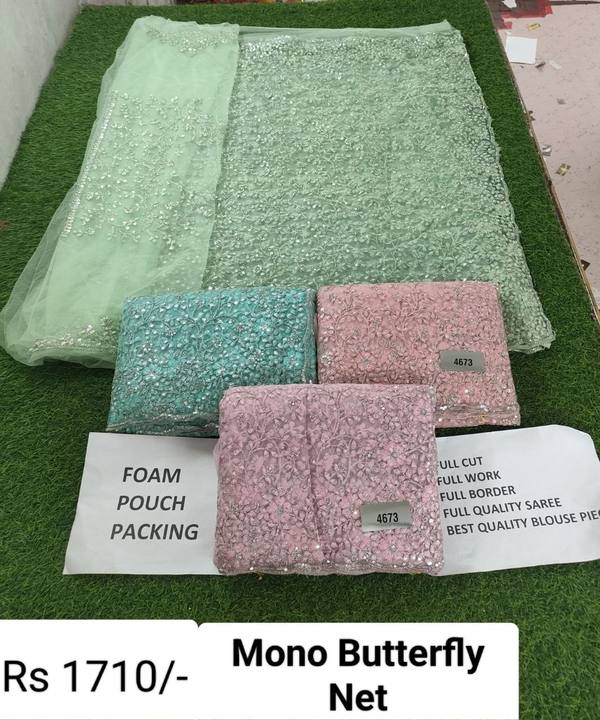 4673
4673
FOAM
POUCH
PACKING
FULL CUT
FULL WORK
FULL BORDER
FULL QUALITY SAREE
BEST QUALITY BLOUSE
Rs 1710/-
Mono Butterfly
Net